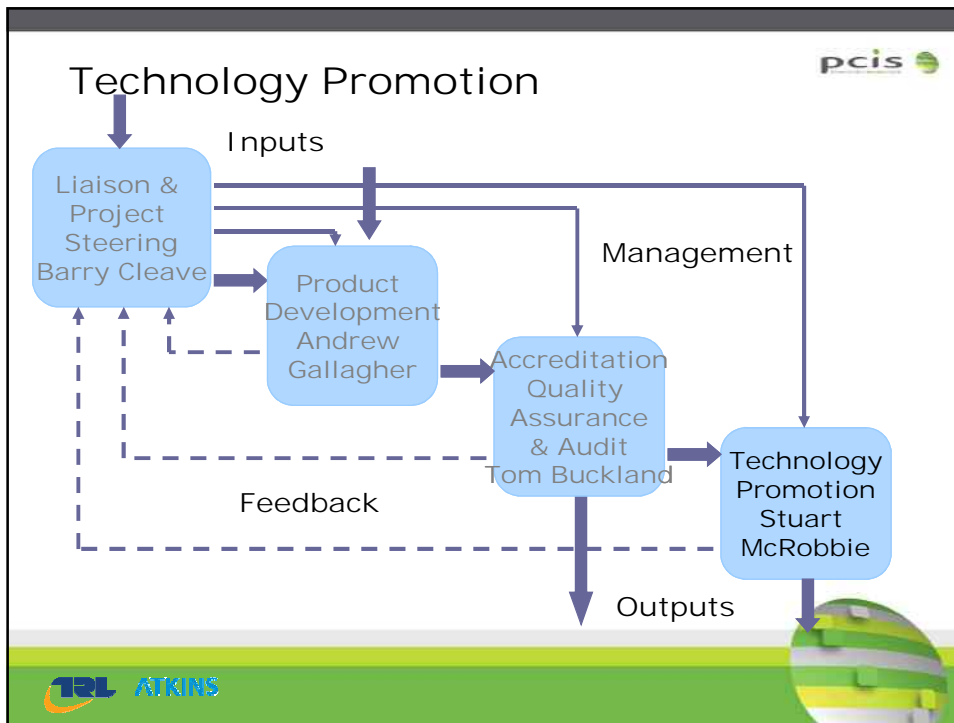 Technology Promotion
pcis
Inputs
Liaison &
Project
Steering
Barry Cleave
Management
Product
Development
Andrew
Gallagher
Accreditation
Quality
Assurance
& Audit
Tom Buckland
Technology
Promotion
Stuart
McRobbie
Feedback
Outputs
TRL ATKINS